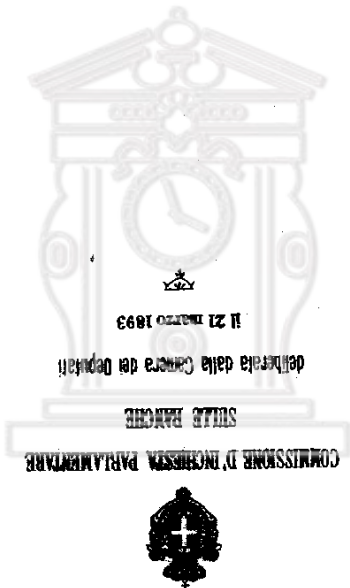 COMMISSIONE D'INCHIESTA PARLAMENTARE
SULLE BANCHE
deliberata dalla Camera dei Deputati
il 21 marzo 1893